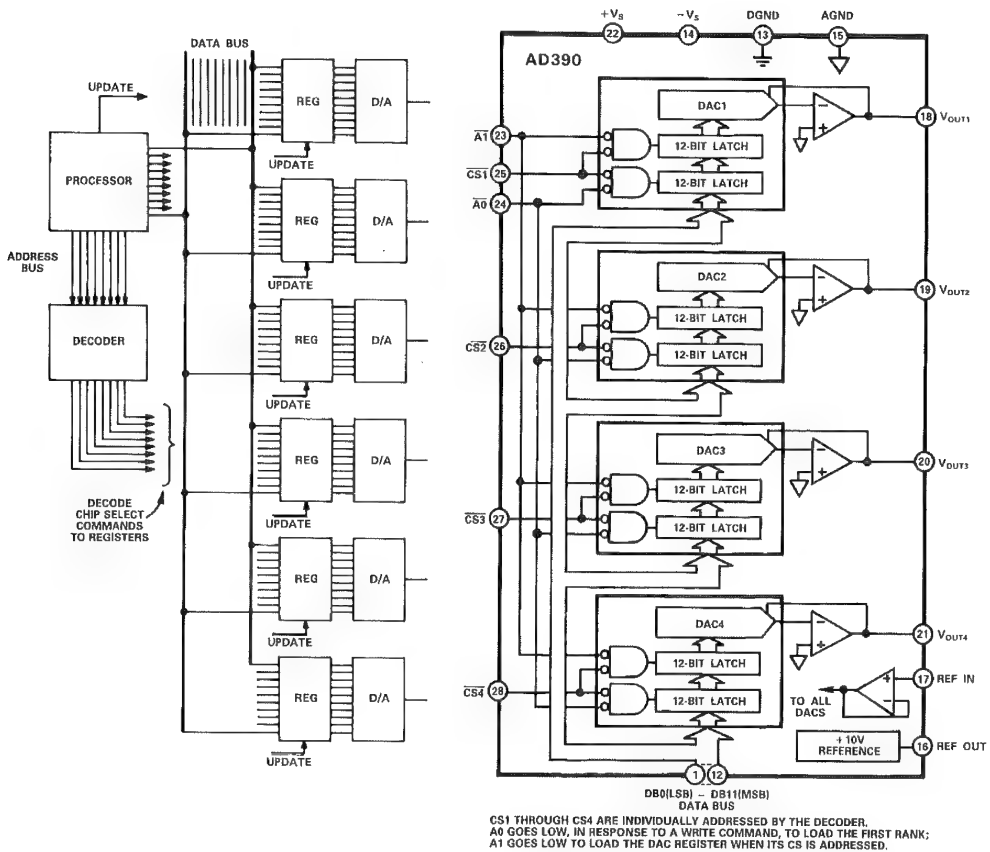 DATA BUS
UPDATE
PROCESSOR
ADDRESS
BUS
DECODER
DECODE
CHIP SELECT
COMMANDS
TO REGISTERS
REG
D/A
UPDATE
REG
D/A
UPDATE
REG
D/A
UPDATE
REG
D/A
UPDATE
REG
D/A
UPDATE
REG
D/A
UPDATE
+VS
22
-VS
14
DGND
13
AGND
15
AD390
A1 23
CS1 25
A0 24
DAC1
12-BIT LATCH
12-BIT LATCH
- +
18 VOUT1
CS2 26
DAC2
12-BIT LATCH
12-BIT LATCH
- +
19 VOUT2
CS3 27
DAC3
12-BIT LATCH
12-BIT LATCH
- +
20 VOUT3
CS4 28
DAC4
12-BIT LATCH
12-BIT LATCH
- +
21 VOUT4
17 REF IN
+ -
TO ALL
DACS
+10V
REFERENCE
16 REF OUT
1 12
DB0(LSB) – DB11(MSB)
DATA BUS
CS1 THROUGH CS4 ARE INDIVIDUALLY ADDRESSED BY THE DECODER.
A0 GOES LOW, IN RESPONSE TO A WRITE COMMAND, TO LOAD THE FIRST RANK;
A1 GOES LOW TO LOAD THE DAC REGISTER WHEN ITS CS IS ADDRESSED.